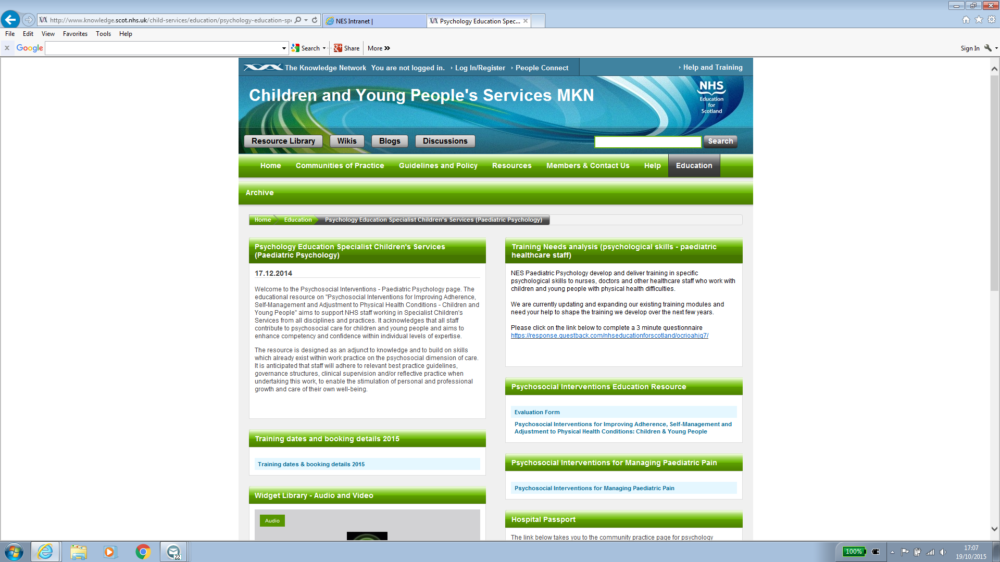 http://www.knowledge.scot.nhs.uk/child-services/education/psychology-education-sp
NES Intranet |
Psychology Education Spec...
File Edit View Favorites Tools Help
x Google
Search
Share
More
Sign In
The Knowledge Network You are not logged in. Log In/Register People Connect
Help and Training
Children and Young People's Services MKN
NHS
Education
for
Scotland
Resource Library Wikis Blogs Discussions
Search
Home Communities of Practice Guidelines and Policy Resources Members & Contact Us Help Education
Archive
Home Education Psychology Education Specialist Children's Services (Paediatric Psychology)
Psychology Education Specialist Children's Services
(Paediatric Psychology)
17.12.2014
Welcome to the Psychosocial Interventions - Paediatric Psychology page. The
educational resource on "Psychosocial Interventions for Improving Adherence,
Self-Management and Adjustment to Physical Health Conditions - Children and
Young People" aims to support NHS staff working in Specialist Children's
Services from all disciplines and practices. It acknowledges that all staff
contribute to psychosocial care for children and young people and aims to
enhance competency and confidence within individual levels of expertise.
The resource is designed as an adjunct to knowledge and to build on skills
which already exist within work practice on the psychosocial dimension of care.
It is anticipated that staff will adhere to relevant best practice guidelines,
governance structures, clinical supervision and/or reflective practice when
undertaking this work, to enable the stimulation of personal and professional
growth and care of their own well-being.
Training dates and booking details 2015
Training dates & booking details 2015
Widget Library - Audio and Video
Audio
Training Needs analysis (psychological skills - paediatric
healthcare staff)
NES Paediatric Psychology develop and deliver training in specific
psychological skills to nurses, doctors and other healthcare staff who work with
children and young people with physical health difficulties.
We are currently updating and expanding our existing training modules and
need your help to shape the training we develop over the next few years.
Please click on the link below to complete a 3 minute questionnaire
https://response.questback.com/nhseducationforscotland/ocrioahjq7/
Psychosocial Interventions Education Resource
Evaluation Form
Psychosocial Interventions for Improving Adherence, Self-Management and
Adjustment to Physical Health Conditions: Children & Young People
Psychosocial Interventions for Managing Paediatric Pain
Psychosocial Interventions for Managing Paediatric Pain
Hospital Passport
The link below takes you to the community practice page for psychology
22
100%
17:07
19/10/2015